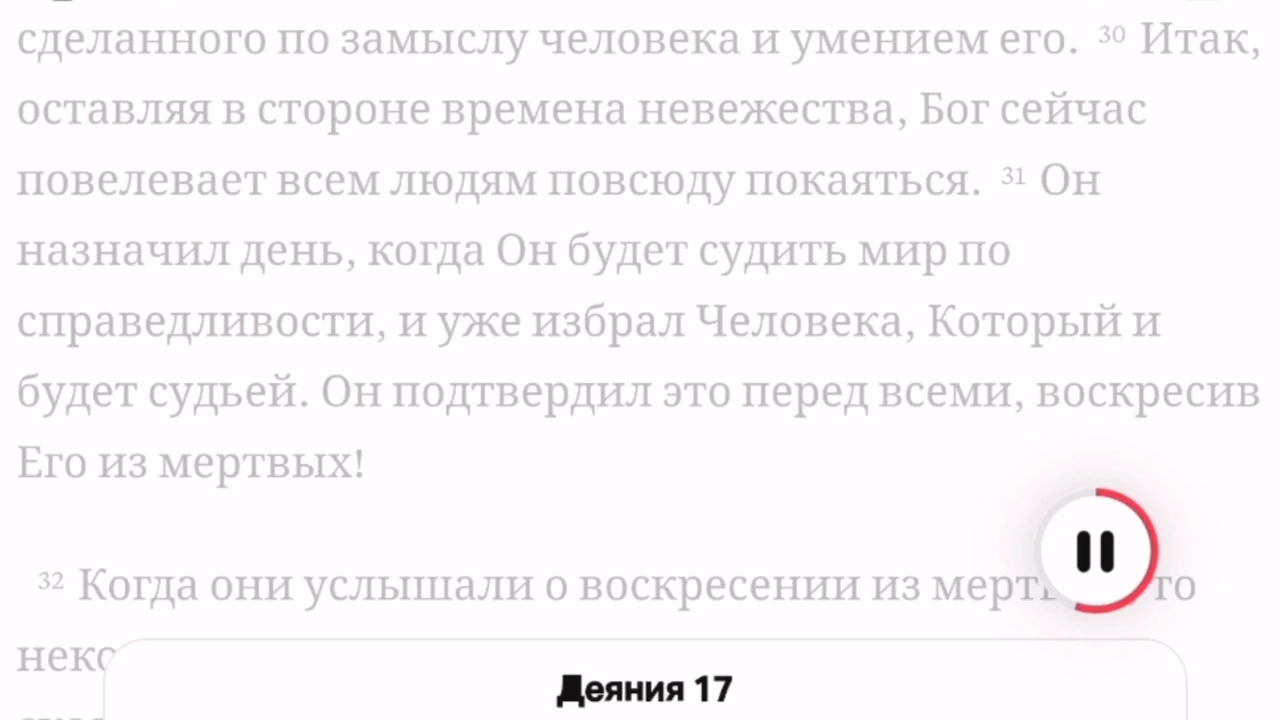 сделанного по замыслу человека и умением его. 30 Итак,
оставляя в стороне времена невежества, Бог сейчас
повелевает всем людям повсюду покаяться. 31 Он
назначил день, когда Он будет судить мир по
справедливости, и уже избрал Человека, Который и
будет судьей. Он подтвердил это перед всеми, воскресив
Его из мертвых!
32 Когда они услышали о воскресении из
Деяния 17